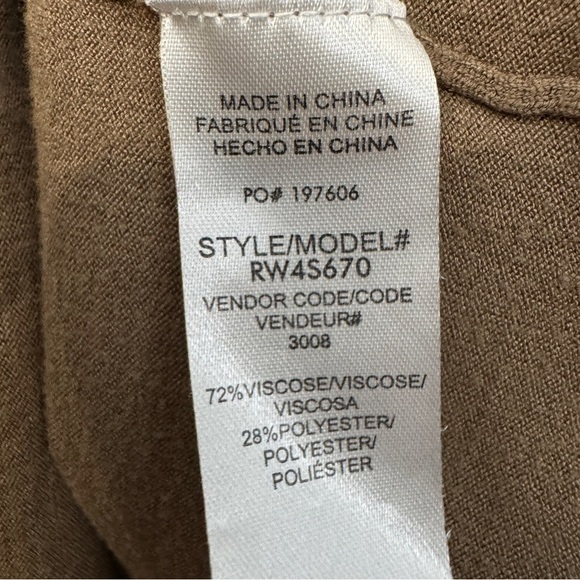 MADE IN CHINA
FABRIQUÉ EN CHINE
HECHO EN CHINA
PO# 197606
STYLE/MODEL#
RW4S670
VENDOR CODE/CODE
VENDEUR#
3008
72%VISCOSE/VISCOSE/
VISCOSA
28%POLYESTER/
POLYESTER/
POLIÉSTER